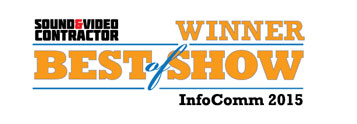 SOUND&VIDEO
CONTRACTOR
WINNER
BEST of SHOW
InfoComm 2015